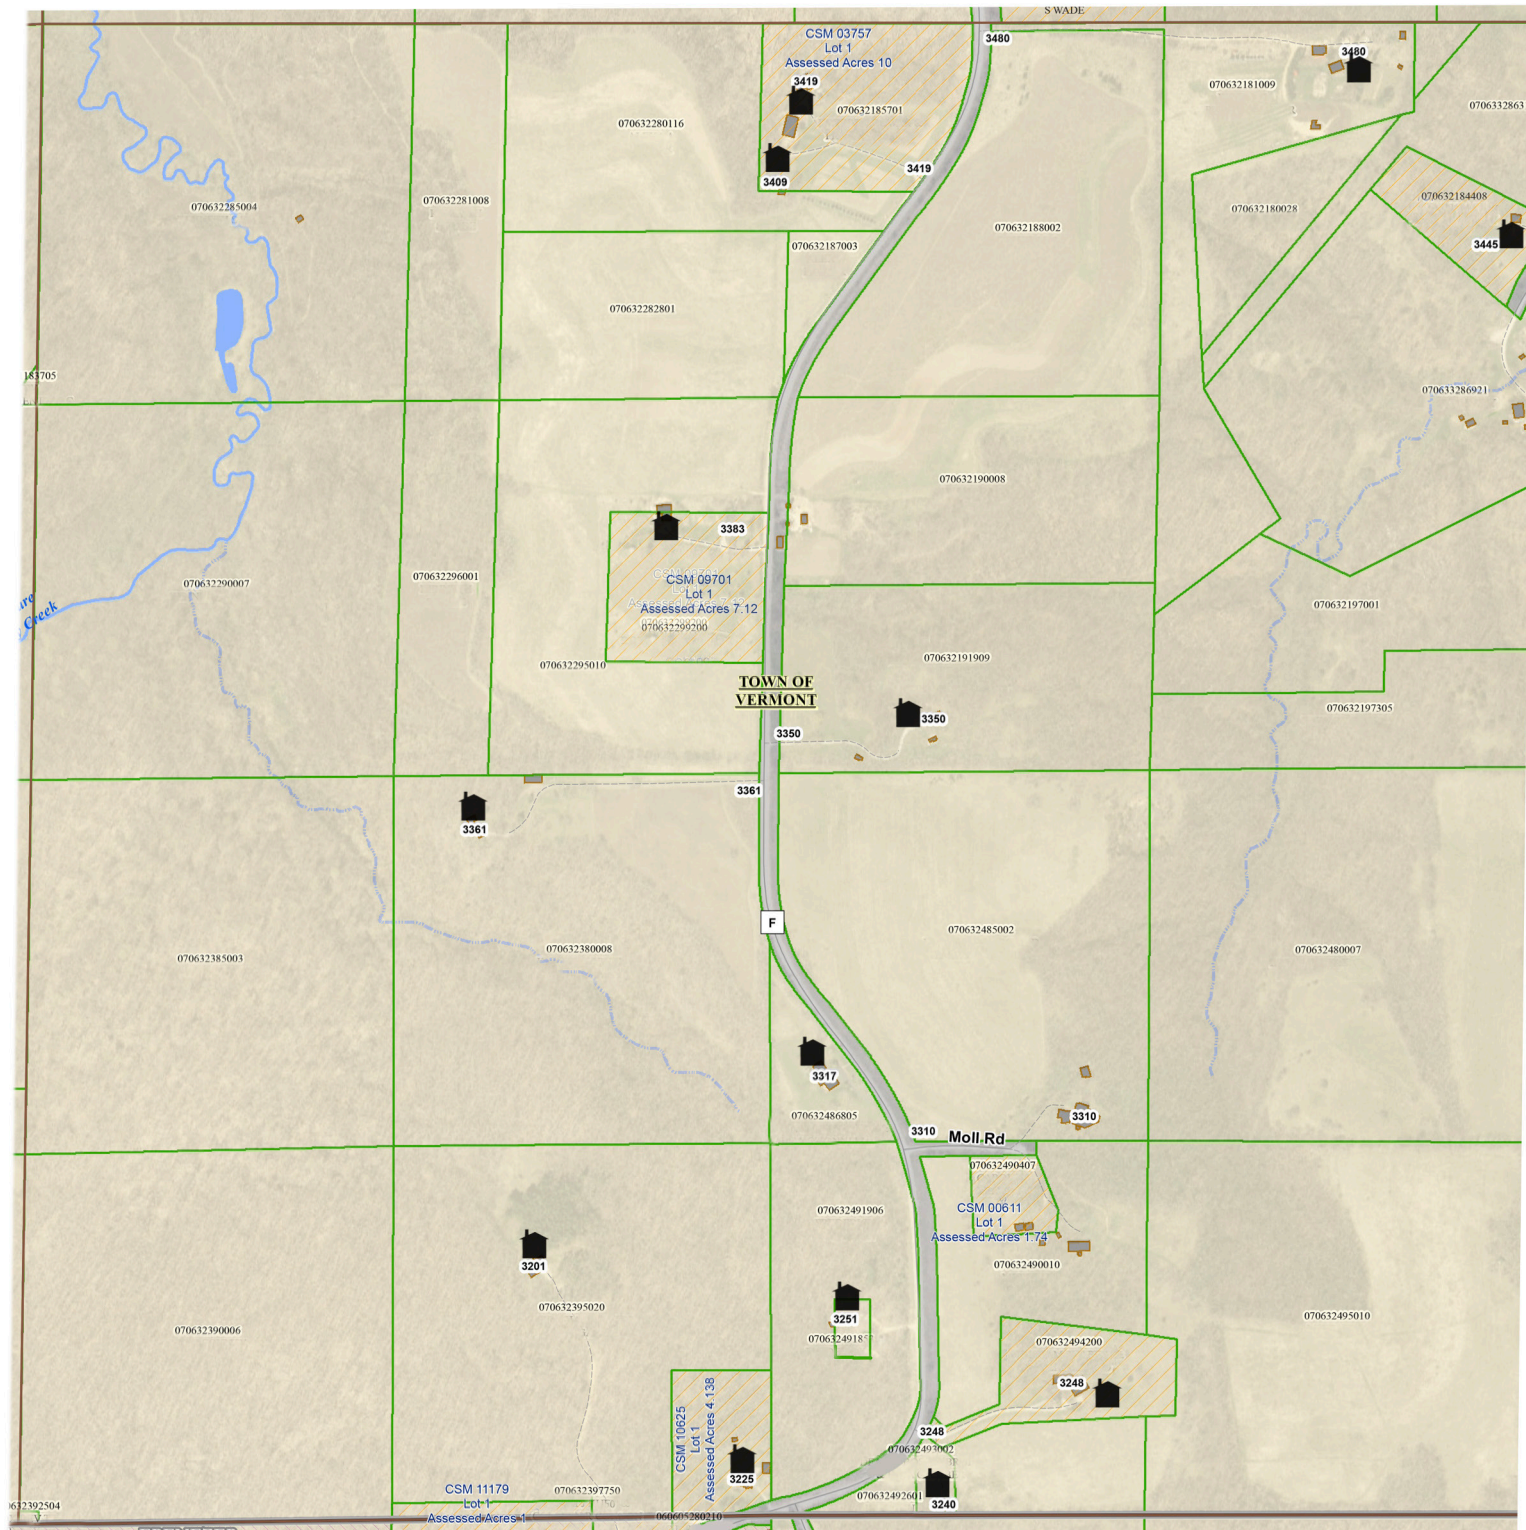 S WADE
CSM 03757
Lot 1
Assessed Acres 10
3480
3480
3419
070632181009
070632185701
070632280116
070633​2863
3419
3409
070632184408
070632281008
070632285004
070632180028
070632188002
3445
070632187003
070632282801
183705
070633286921
070632190008
3383
CSM 09701
Lot 1
Assessed Acres 7.12
070632299200
070632296001
070632290007
Creek
070632197001
070632191909
070632295010
TOWN OF
VERMONT
070632197305
3350
3350
3361
3361
F
070632485002
070632380008
070632480007
070632385003
3317
070632486805
3310
3310
Moll Rd
070632490407
CSM 00611
Lot 1
Assessed Acres 1.74
070632491906
070632490010
3201
070632395020
070632495010
3251
070632390006
070632494200
3248
CSM 10625
Lot 1
Assessed Acres 4.138
3248
070632493002
3225
CSM 11179
Lot 1
Assessed Acres 1
070632397750
070632492601
3240
0632392504
060605280210